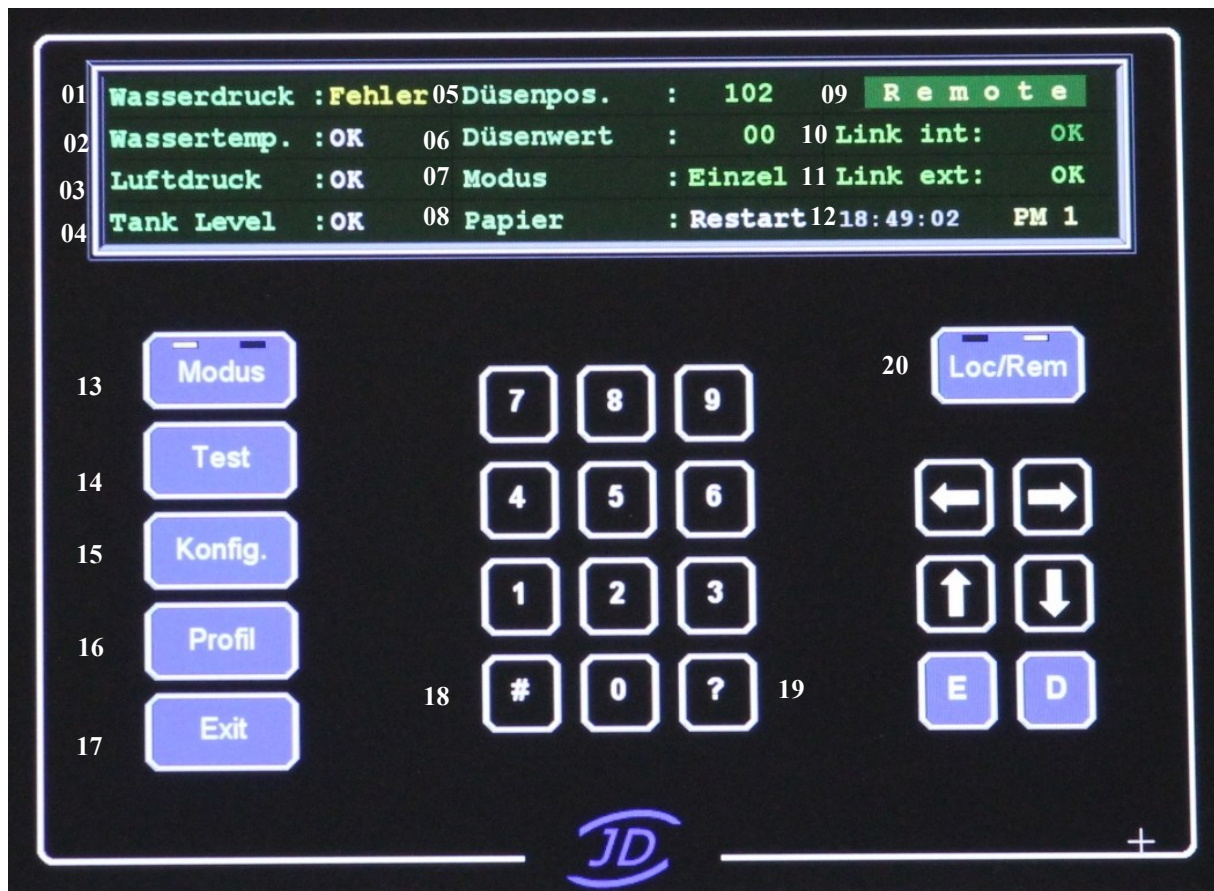 01 Wasserdruck :Fehler 05 Düsenpos. : 102 09 Remote
02 Wassertemp. :OK 06 Düsenwert : 00 10 Link int: OK
03 Luftdruck :OK 07 Modus :Einzel 11 Link ext: OK
04 Tank Level :OK 08 Papier :Restart 12 18:49:02 PM 1
13 Modus
14 Test
15 Konfig.
16 Profil
17 Exit
7 8 9
4 5 6
1 2 3
18 # 0 ? 19
20 Loc/Rem
← →
↑ ↓
E D
JD